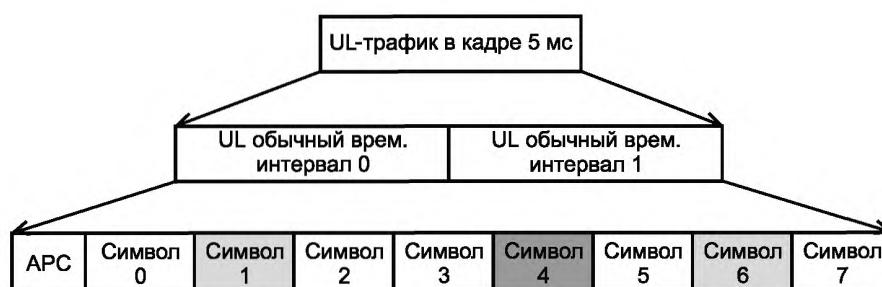 UL-трафик в кадре 5 мс
UL обычный врем.
интервал 0
UL обычный врем.
интервал 1
APC
Символ
0
Символ
1
Символ
2
Символ
3
Символ
4
Символ
5
Символ
6
Символ
7